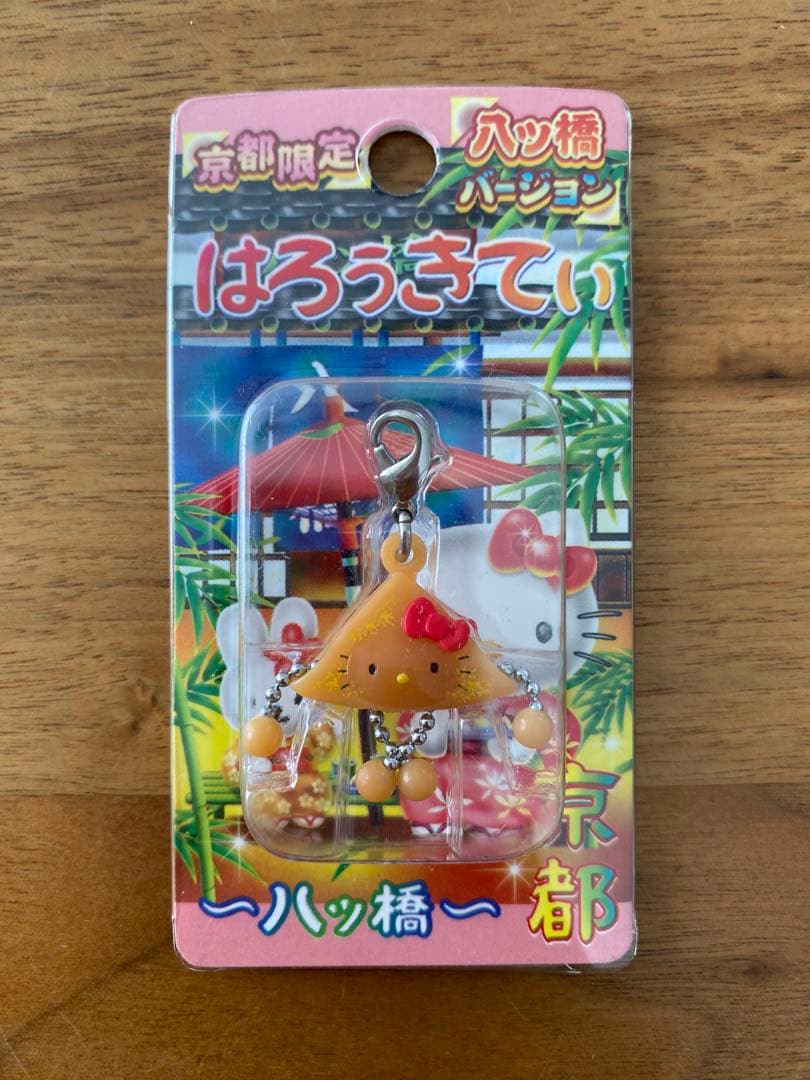 京都限定
八ッ橋
バージョン
はろぅきてぃ
京都
～八ッ橋～